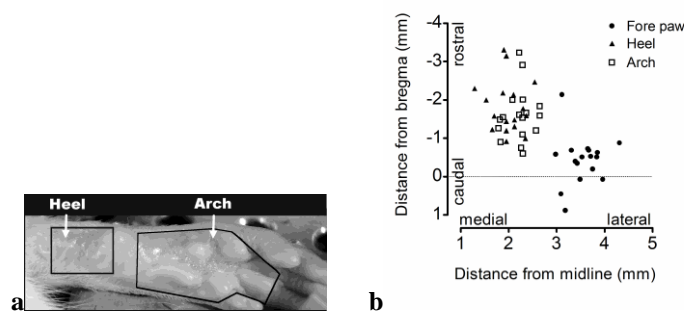 a
Heel Arch
b
Distance from bregma (mm)
-4
-3
-2
-1
0
1
rostral
caudal
Fore paw
Heel
Arch
medial lateral
1 2 3 4 5
Distance from midline (mm)